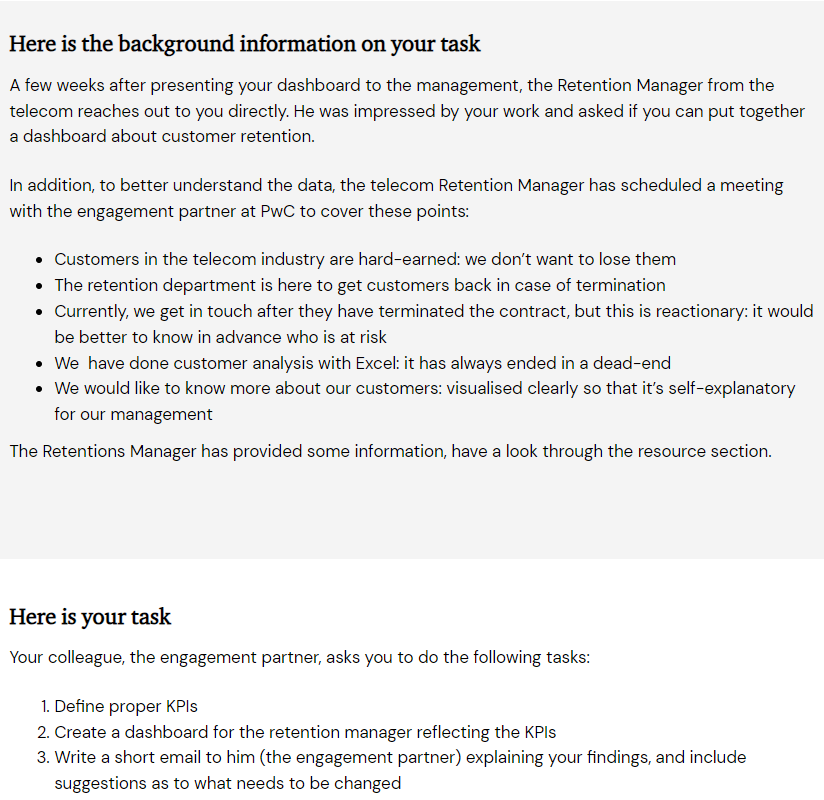 Here is the background information on your task
A few weeks after presenting your dashboard to the management, the Retention Manager from the
telecom reaches out to you directly. He was impressed by your work and asked if you can put together
a dashboard about customer retention.
In addition, to better understand the data, the telecom Retention Manager has scheduled a meeting
with the engagement partner at PwC to cover these points:
• Customers in the telecom industry are hard-earned: we don’t want to lose them
• The retention department is here to get customers back in case of termination
• Currently, we get in touch after they have terminated the contract, but this is reactionary: it would
be better to know in advance who is at risk
• We  have done customer analysis with Excel: it has always ended in a dead-end
• We would like to know more about our customers: visualised clearly so that it’s self-explanatory
for our management
The Retentions Manager has provided some information, have a look through the resource section.
Here is your task
Your colleague, the engagement partner, asks you to do the following tasks:
1. Define proper KPIs
2. Create a dashboard for the retention manager reflecting the KPIs
3. Write a short email to him (the engagement partner) explaining your findings, and include
suggestions as to what needs to be changed